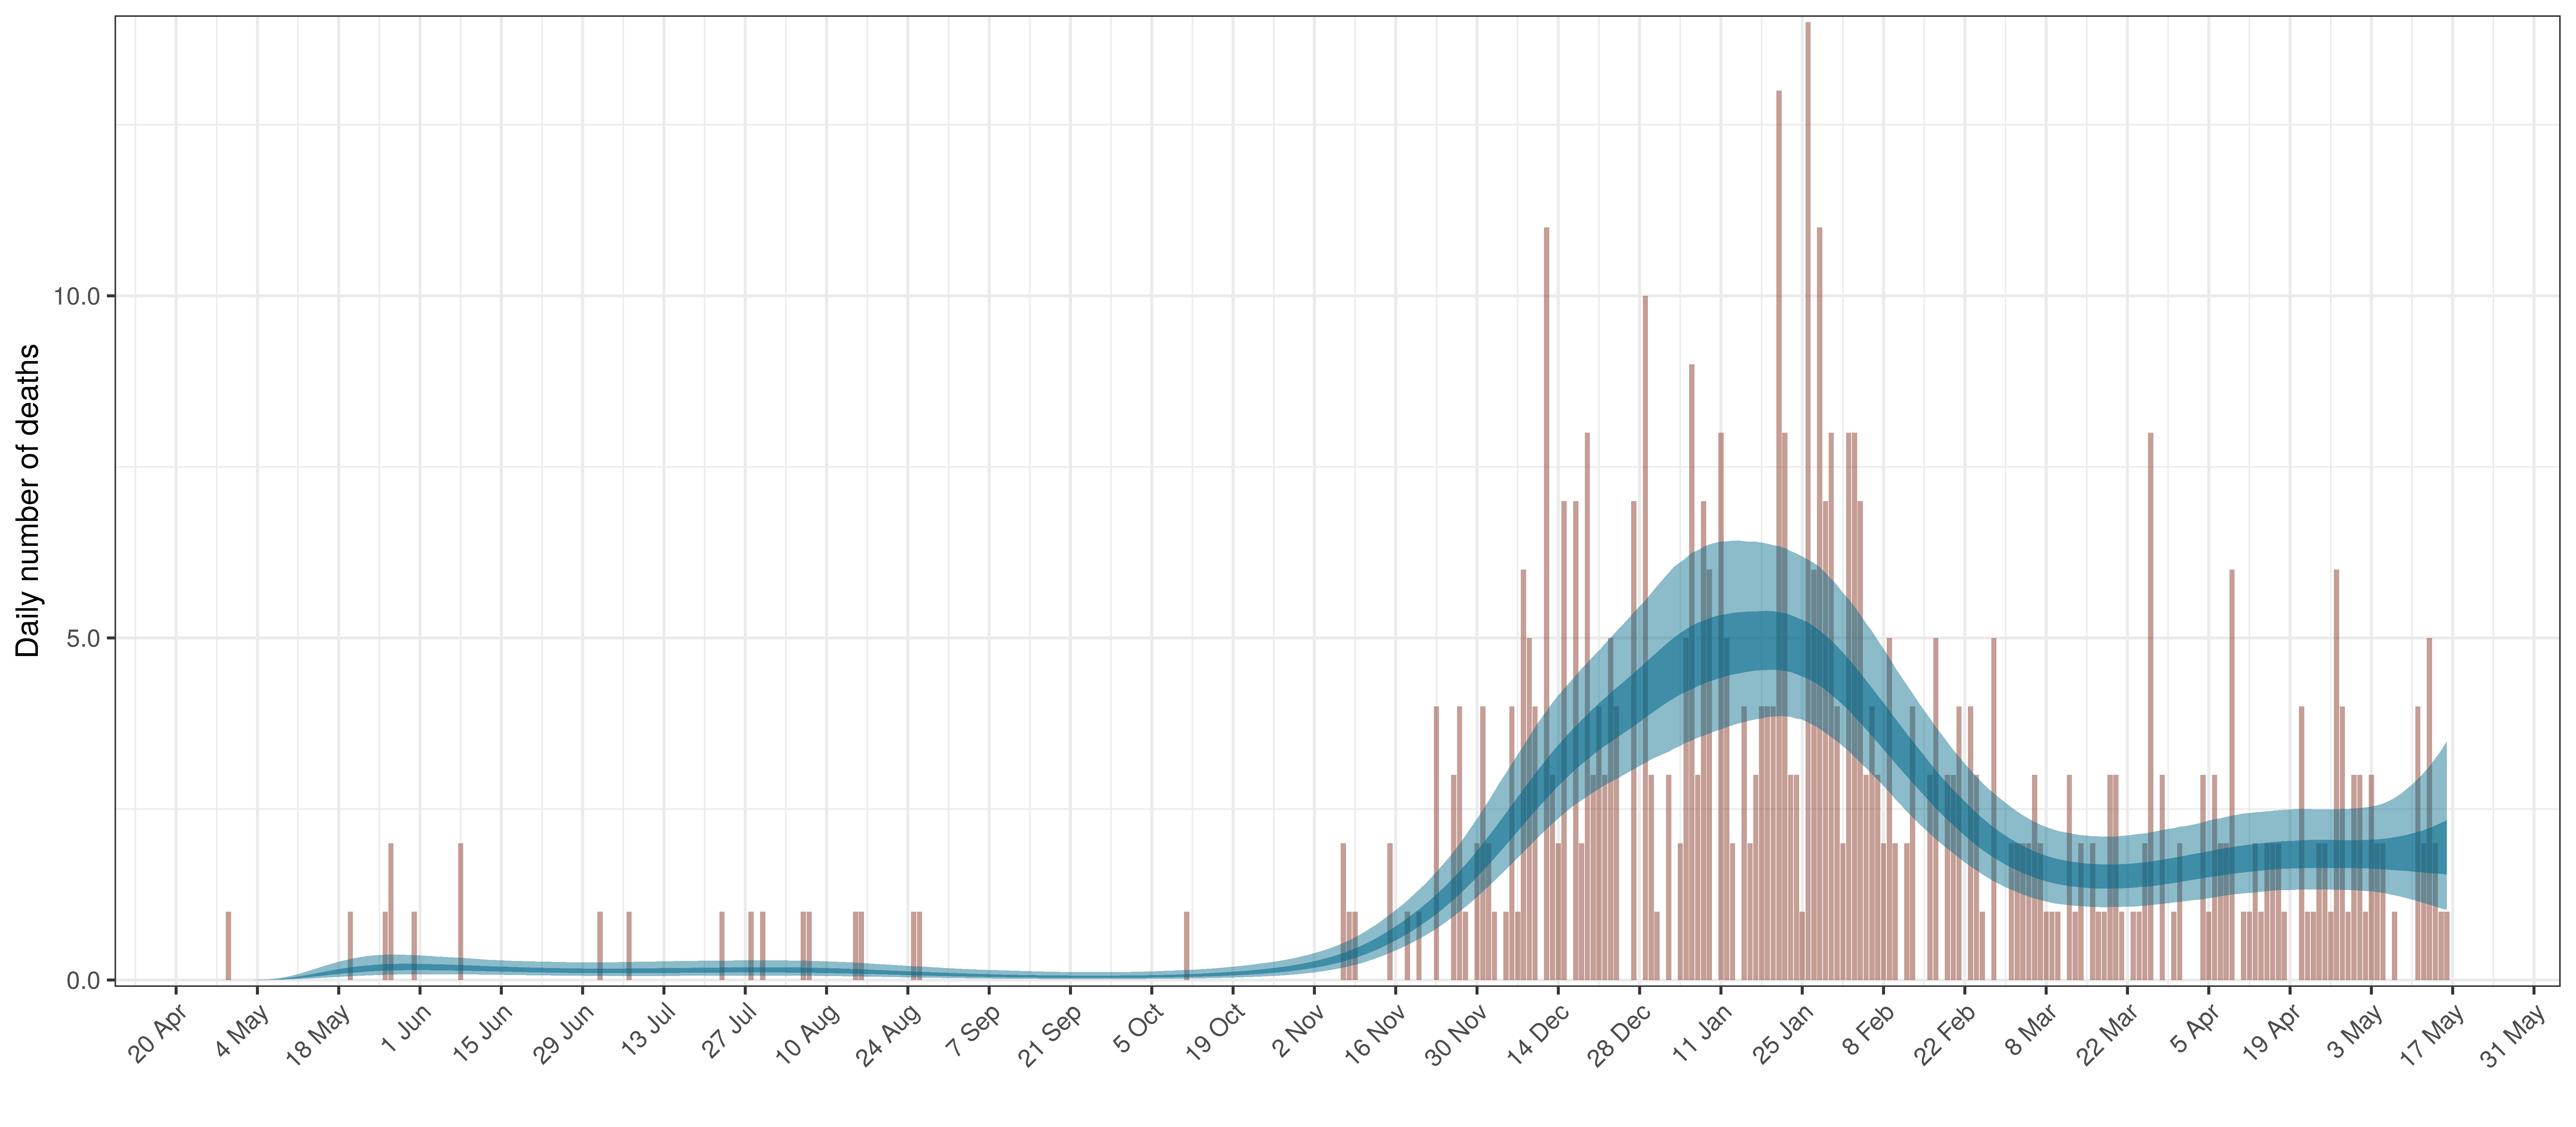 Daily number of deaths
10.0
5.0
0.0
20 Apr
4 May
18 May
1 Jun
15 Jun
29 Jun
13 Jul
27 Jul
10 Aug
24 Aug
7 Sep
21 Sep
5 Oct
19 Oct
2 Nov
16 Nov
30 Nov
14 Dec
28 Dec
11 Jan
25 Jan
8 Feb
22 Feb
8 Mar
22 Mar
5 Apr
19 Apr
3 May
17 May
31 May